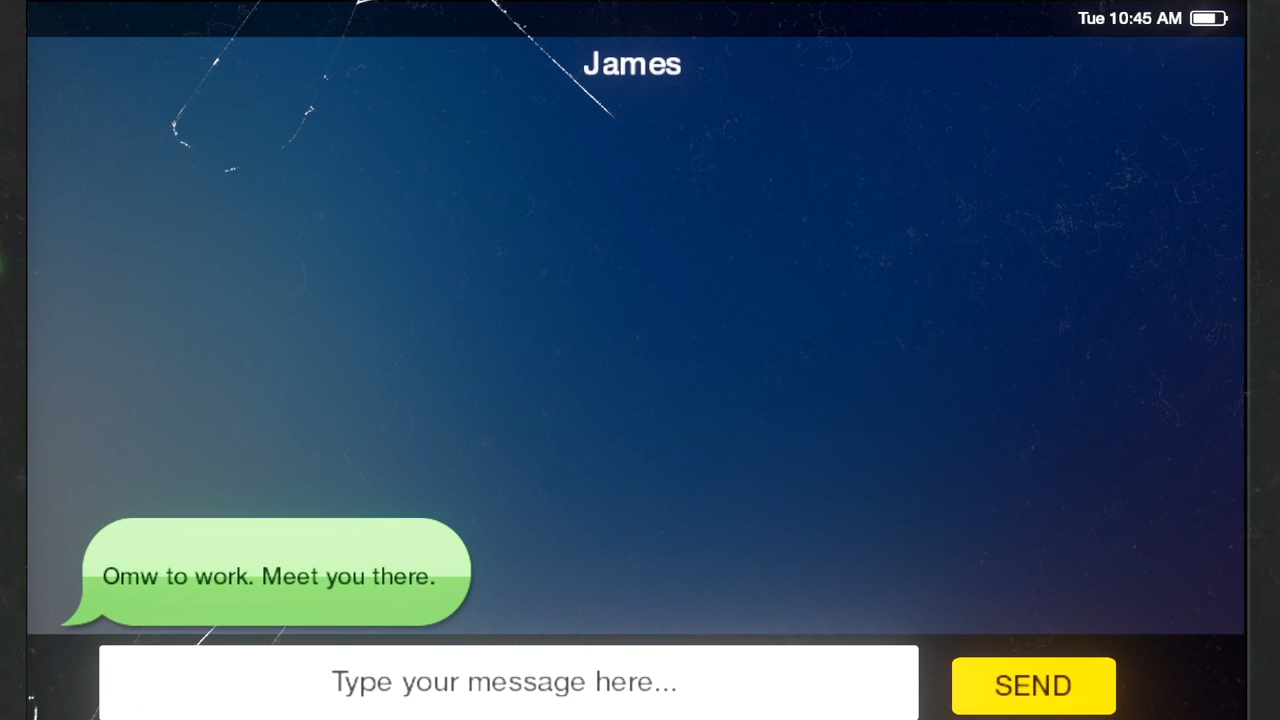 Tue 10:45 AM
James
Omw to work. Meet you there.
Type your message here...
SEND